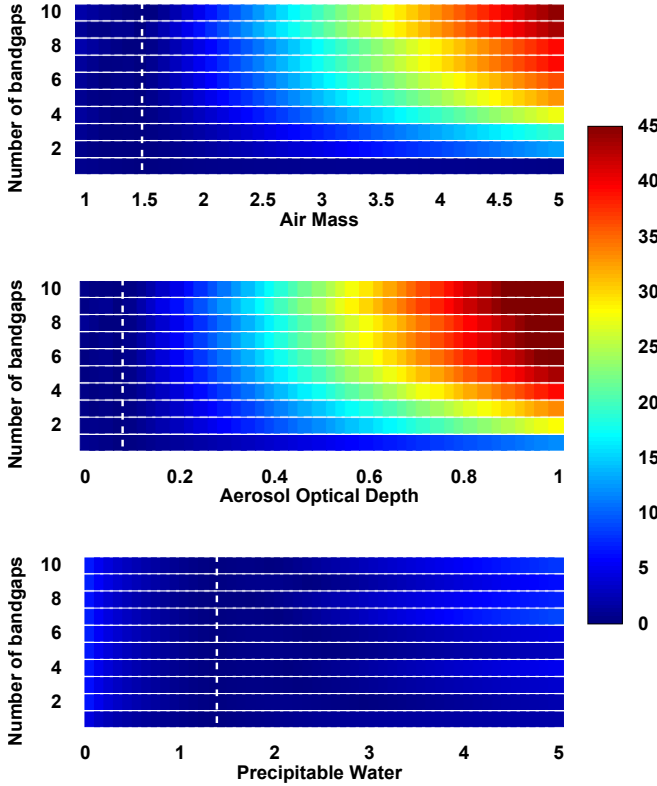 10
8
6
4
2
Number of bandgaps
1 1.5 2 2.5 3 3.5 4 4.5 5
Air Mass
10
8
6
4
2
Number of bandgaps
0 0.2 0.4 0.6 0.8 1
Aerosol Optical Depth
10
8
6
4
2
Number of bandgaps
0 1 2 3 4 5
Precipitable Water
45
40
35
30
25
20
15
10
5
0